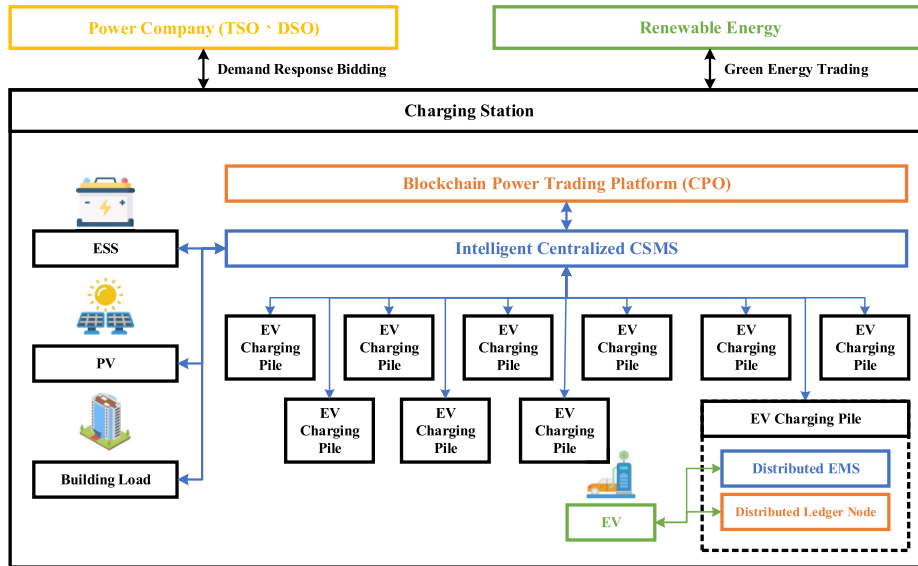 Power Company (TSO、DSO)
Renewable Energy
Demand Response Bidding
Green Energy Trading
Charging Station
Blockchain Power Trading Platform (CPO)
ESS
Intelligent Centralized CSMS
EV
Charging
Pile
EV
Charging
Pile
EV
Charging
Pile
EV
Charging
Pile
EV
Charging
Pile
EV
Charging
Pile
PV
EV Charging
Pile
EV Charging
Pile
EV Charging
Pile
EV Charging Pile
Building Load
Distributed EMS
EV
Distributed Ledger Node